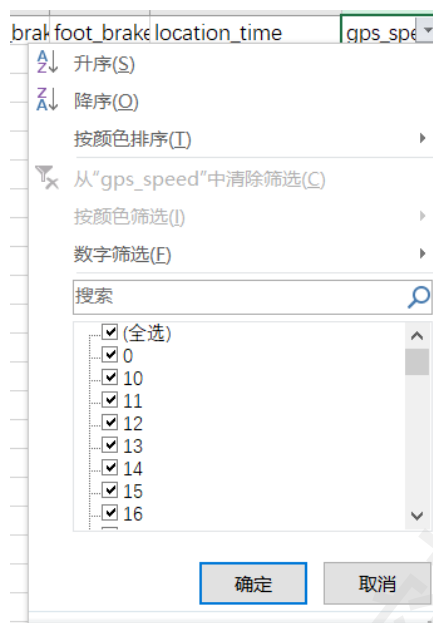 _brak foot_brake location_time gps_spe
升序(S)
降序(O)
按颜色排序(T)
从"gps_speed"中清除筛选(C)
按颜色筛选(I)
数字筛选(F)
搜索
(全选)
0
10
11
12
13
14
15
16
确定 取消